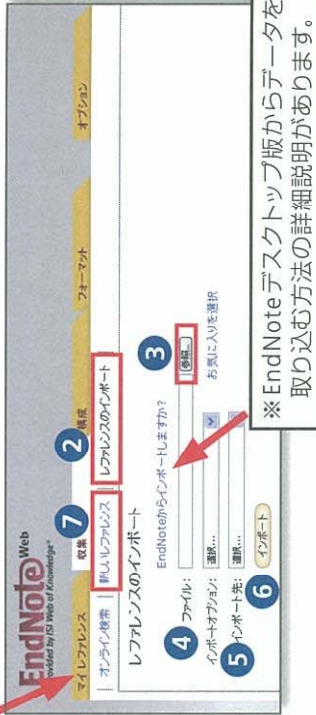 EndNote Web
Provided by ISI Web of Knowledge
マイ レファレンス
収集
構成
フォーマット
オプション
オンライン検索
新しいレファレンス
レファレンスのインポート
7
2
レファレンスのインポート
EndNoteからインポートしますか?
4
ファイル:
参照...
3
インポートオプション:
選択...
お気に入りを選択
5
インポート先:
選択...
6
インポート
※EndNoteデスクトップ版からデータを
取り込む方法の詳細説明があります。